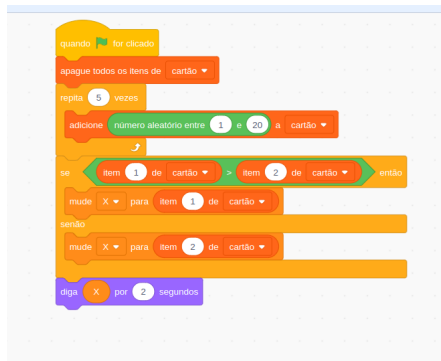 quando for clicado
apague todos os itens de cartão
repita 5 vezes
adicione número aleatório entre 1 e 20 a cartão
se item 1 de cartão > item 2 de cartão então
mude X para item 1 de cartão
senão
mude X para item 2 de cartão
diga X por 2 segundos